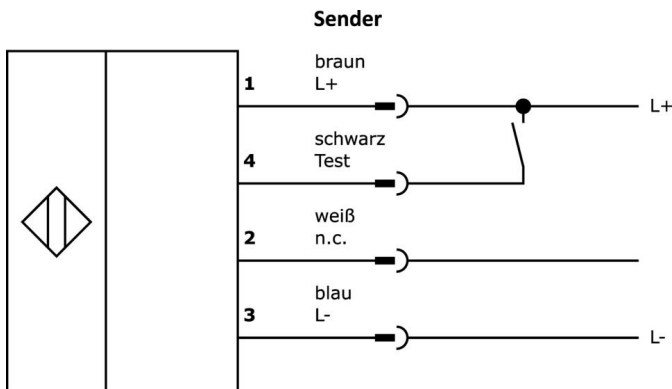 Sender
braun
1 L+ L+
schwarz
4 Test
weiß
2 n.c.
blau
3 L- L-